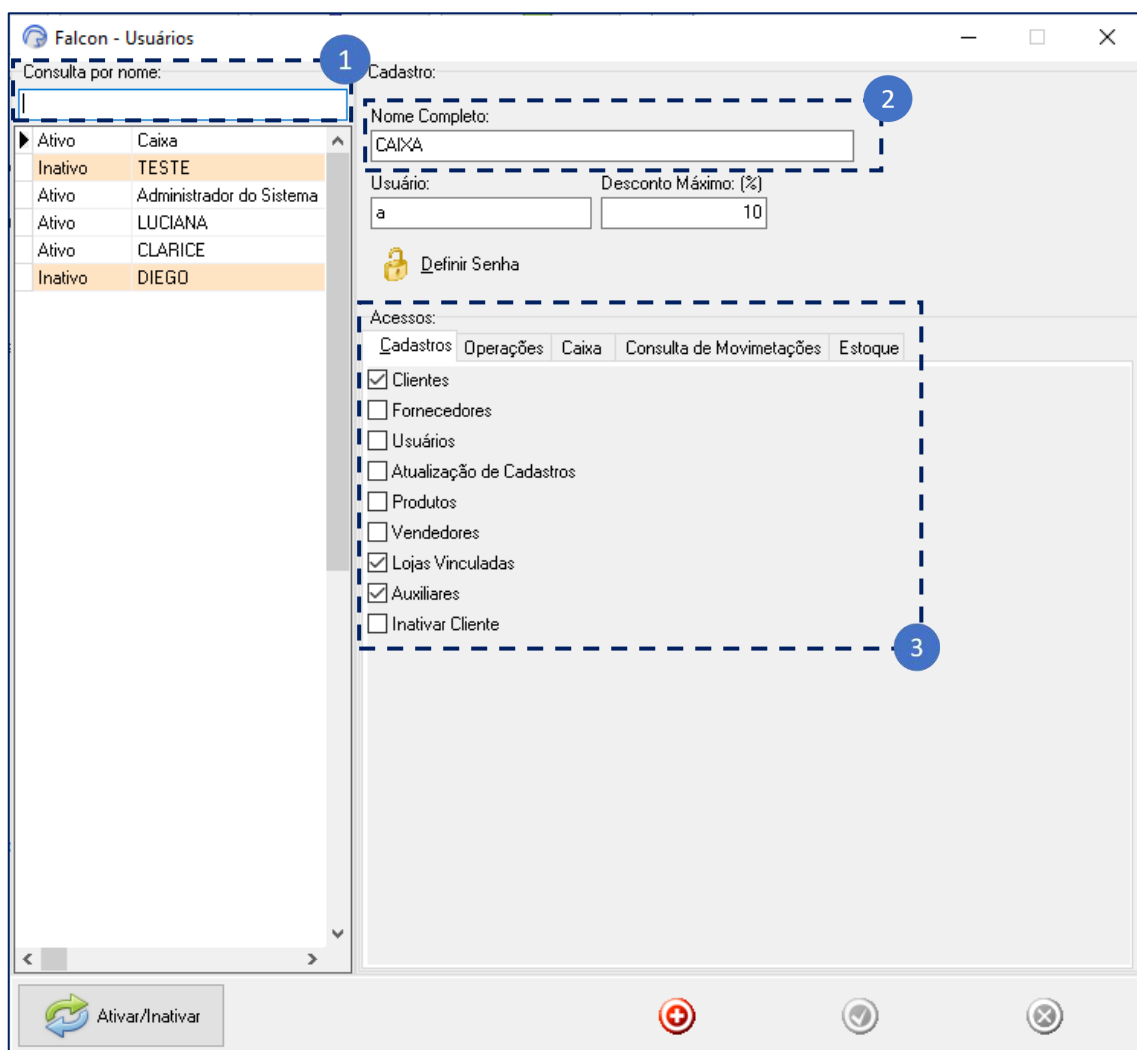 Falcon - Usuários
1
Consulta por nome:
Ativo Caixa
Inativo TESTE
Ativo Administrador do Sistema
Ativo LUCIANA
Ativo CLARICE
Inativo DIEGO
Cadastro:
2
Nome Completo:
CAIXA
Usuário: Desconto Máximo: (%)
a 10
Definir Senha
Acessos:
Cadastros Operações Caixa Consulta de Movimetações Estoque
Clientes
Fornecedores
Usuários
Atualização de Cadastros
Produtos
Vendedores
Lojas Vinculadas
Auxiliares
Inativar Cliente
3
Ativar/Inativar